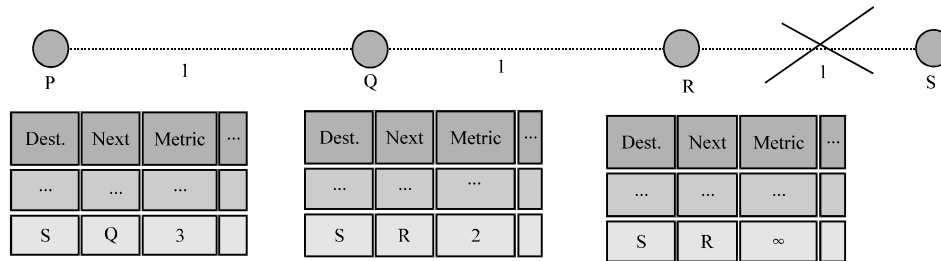 1 1 1
P Q R S
Dest. Next Metric ...
... ... ...
S Q 3
Dest. Next Metric ...
... ... ...
S R 2
Dest. Next Metric ...
... ... ...
S R ∞